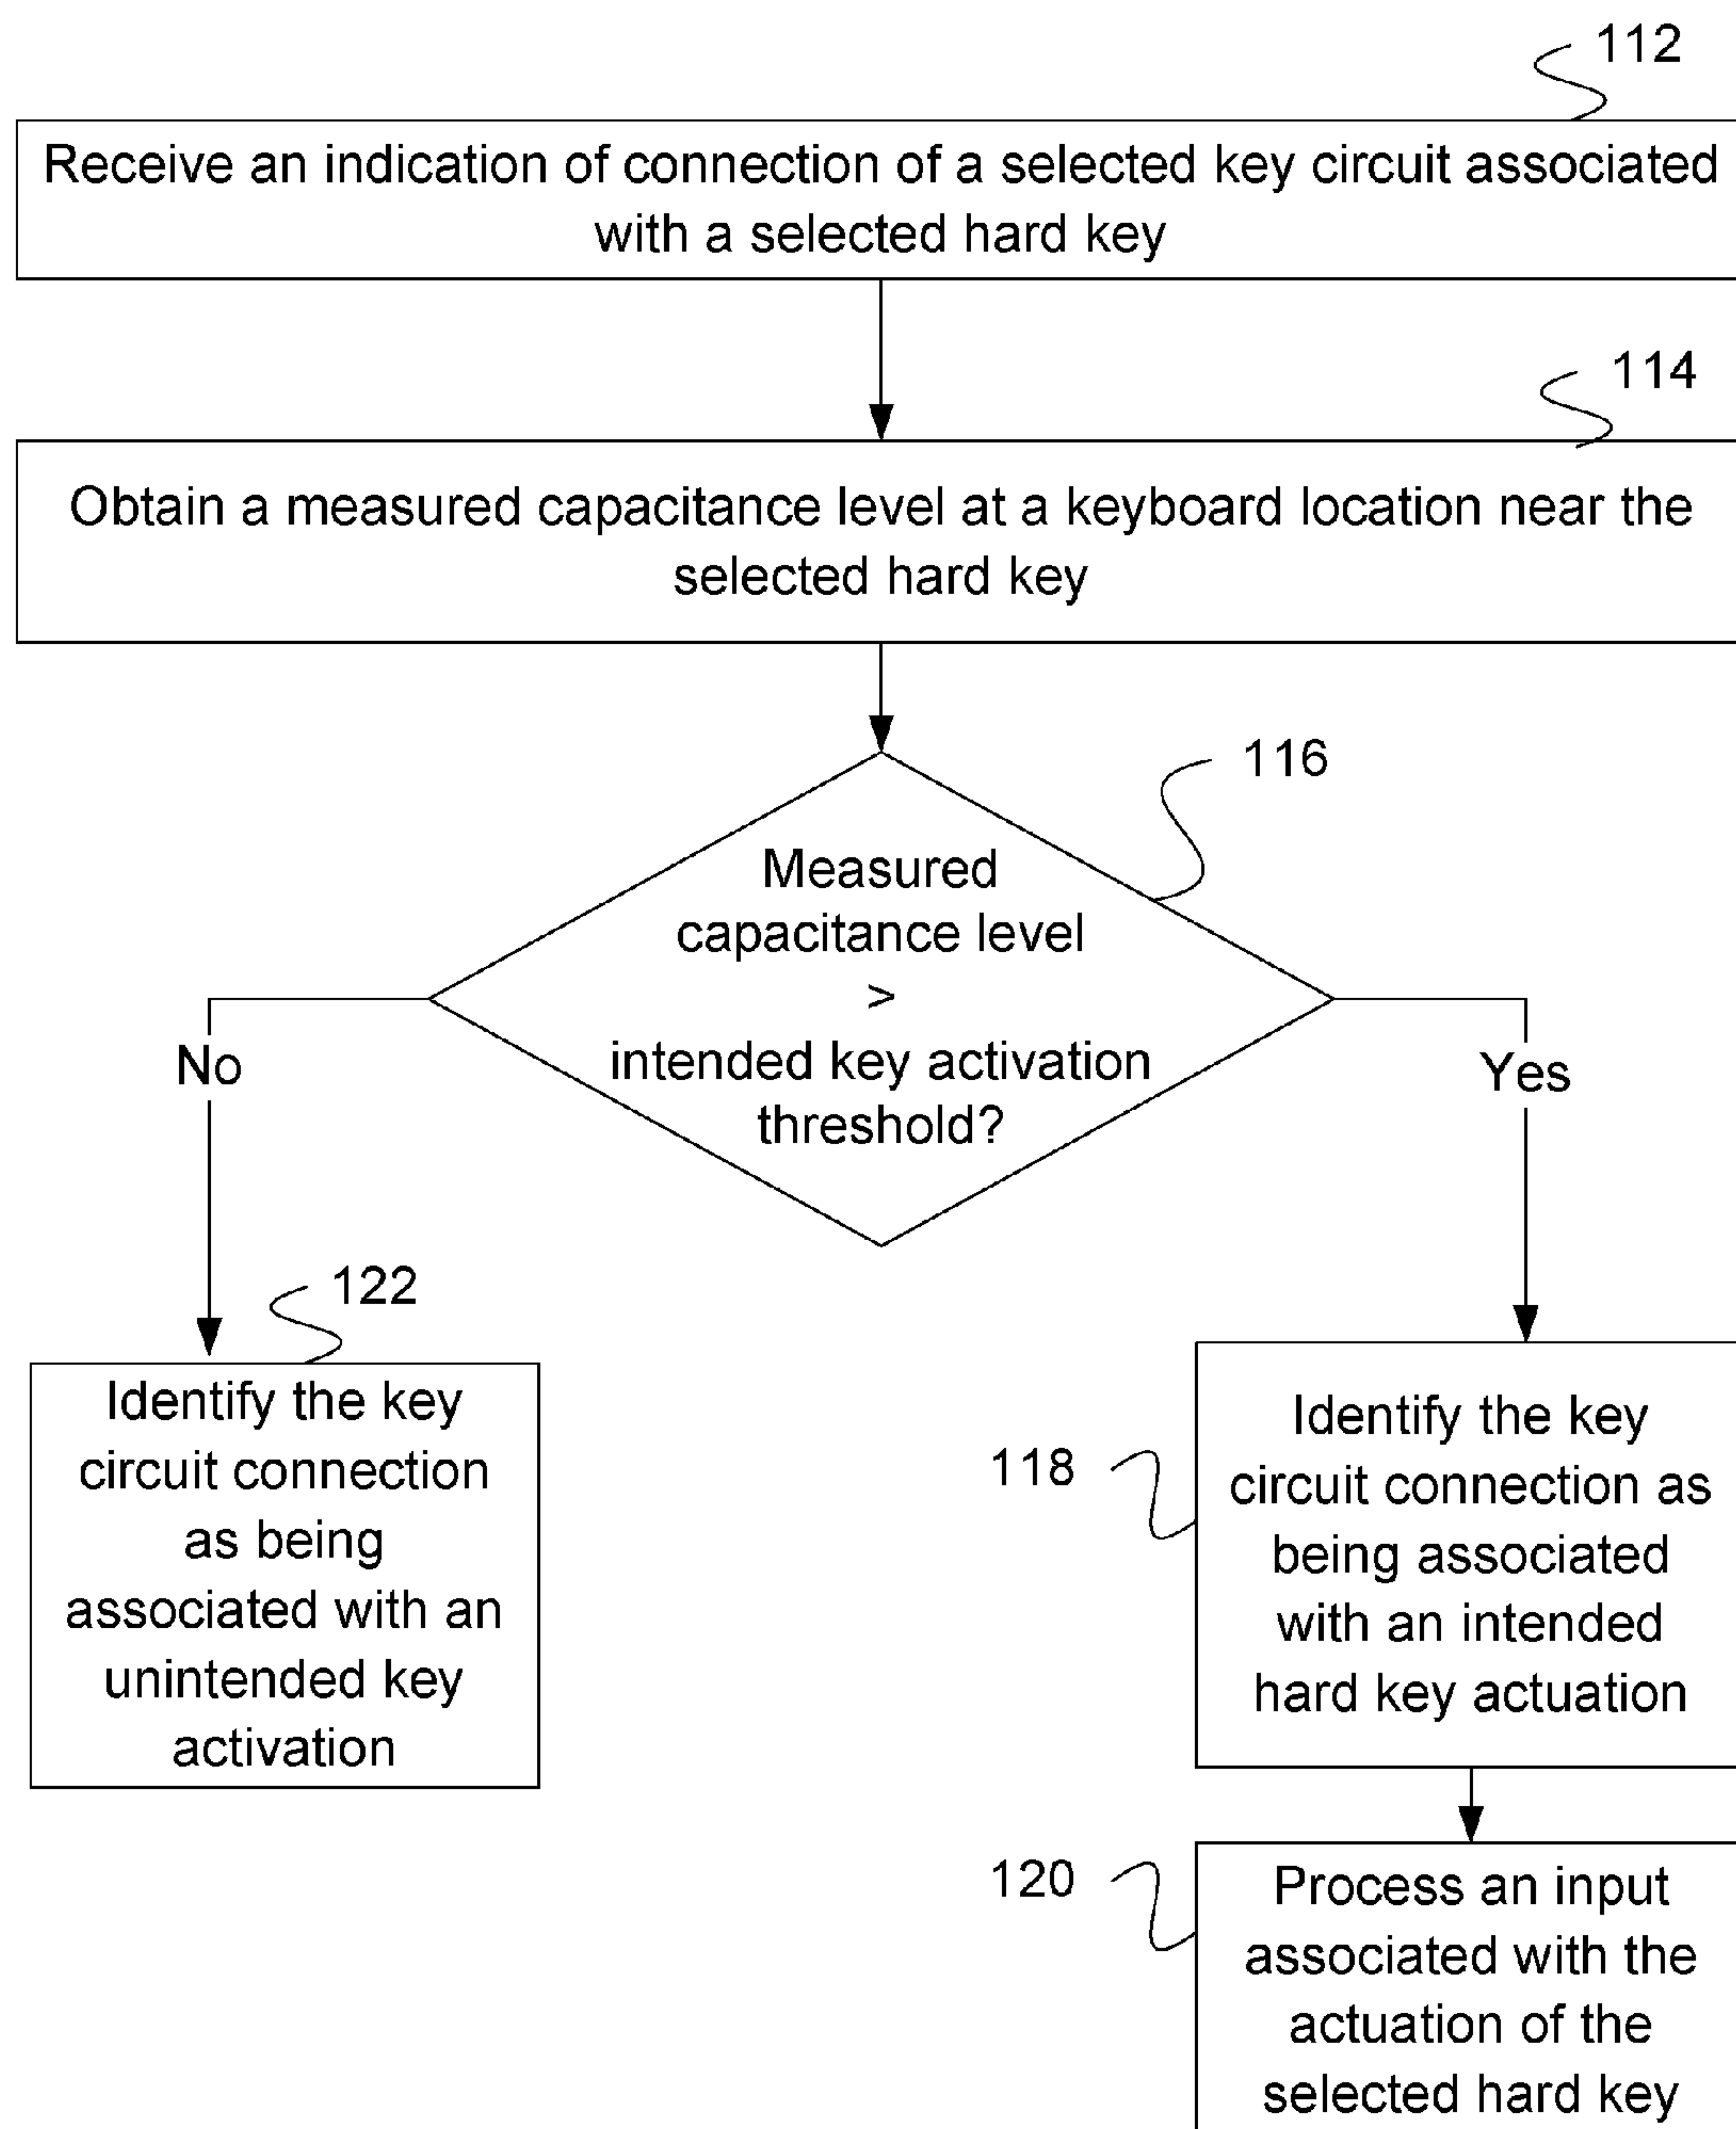 112
Receive an indication of connection of a selected key circuit associated
with a selected hard key
114
Obtain a measured capacitance level at a keyboard location near the
selected hard key
116
Measured
capacitance level
>
intended key activation
threshold?
No
Yes
122
Identify the key
circuit connection
as being
associated with an
unintended key
activation
118
Identify the key
circuit connection as
being associated
with an intended
hard key actuation
120
Process an input
associated with the
actuation of the
selected hard key